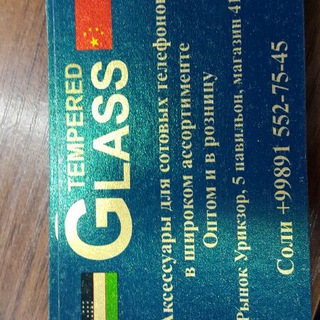 TEMPERED
GLASS
Аксессуары для сотовых телефонов
в широком ассортименте
Оптом и в розницу
Рынок Урикзор, 5 павильон, магазин
Соли +99891 552-75-45